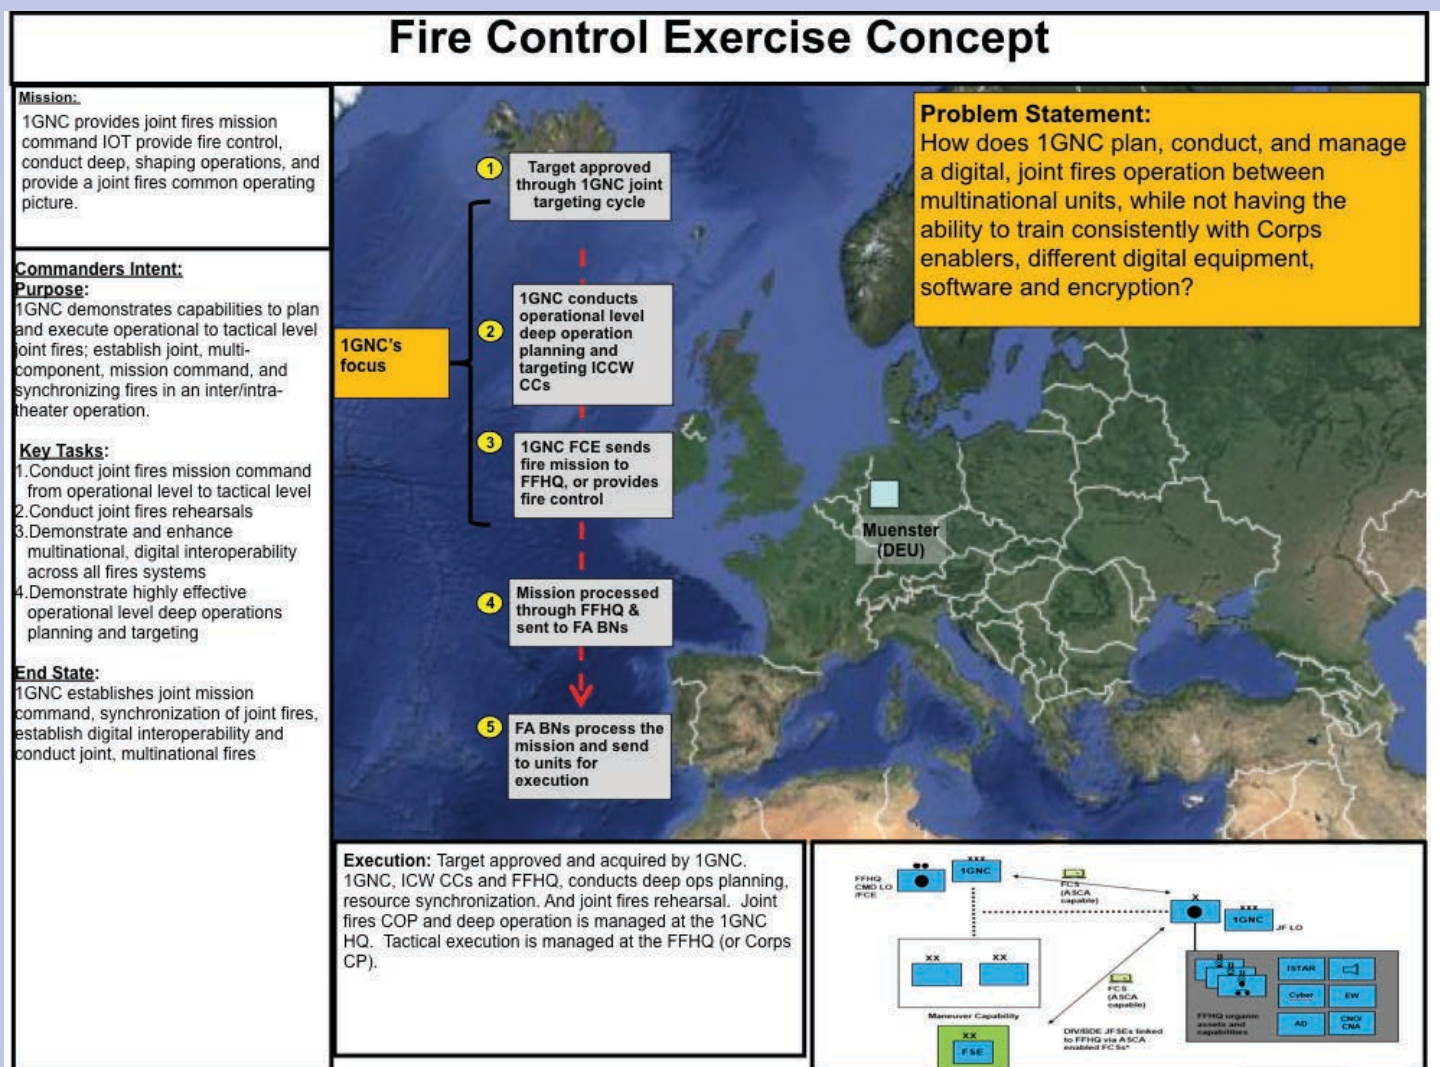 Fire Control Exercise Concept
Mission:
1GNC provides joint fires mission
command IOT provide fire control,
conduct deep, shaping operations, and
provide a joint fires common operating
picture.
Commanders Intent:
Purpose:
1GNC demonstrates capabilities to plan
and execute operational to tactical level
joint fires; establish joint, multi-
component, mission command, and
synchronizing fires in an inter/intra-
theater operation.
Key Tasks:
1.Conduct joint fires mission command
from operational level to tactical level
2.Conduct joint fires rehearsals
3.Demonstrate and enhance
multinational, digital interoperability
across all fires systems
4.Demonstrate highly effective
operational level deep operations
planning and targeting
End State:
1GNC establishes joint mission
command, synchronization of joint fires,
establish digital interoperability and
conduct joint, multinational fires
1GNC's
focus
1
Target approved
through 1GNC joint
targeting cycle
2
1GNC conducts
operational level
deep operation
planning and
targeting ICCW
CCs
3
1GNC FCE sends
fire mission to
FFHQ, or provides
fire control
4
Mission processed
through FFHQ &
sent to FA BNs
5
FA BNs process the
mission and send
to units for
execution
Problem Statement:
How does 1GNC plan, conduct, and manage
a digital, joint fires operation between
multinational units, while not having the
ability to train consistently with Corps
enablers, different digital equipment,
software and encryption?
Muenster
(DEU)
Execution: Target approved and acquired by 1GNC.
1GNC, ICW CCs and FFHQ, conducts deep ops planning,
resource synchronization. And joint fires rehearsal. Joint
fires COP and deep operation is managed at the 1GNC
HQ. Tactical execution is managed at the FFHQ (or Corps
CP).
FFHQ
CMD LO
/FCE
XXX
1GNC
FCS
(ASCA
capable)
X
XXX
1GNC
JF LO
XX
XX
Maneuver Capability
FCS
(ASCA
capable)
XX
FSE
DIV/BDE JFSEs linked
to FFHQ via ASCA
enabled FCSs*
FFHQ organic
assets and
capabilities
ISTAR
Cyber
EW
AD
CNO/
CNA